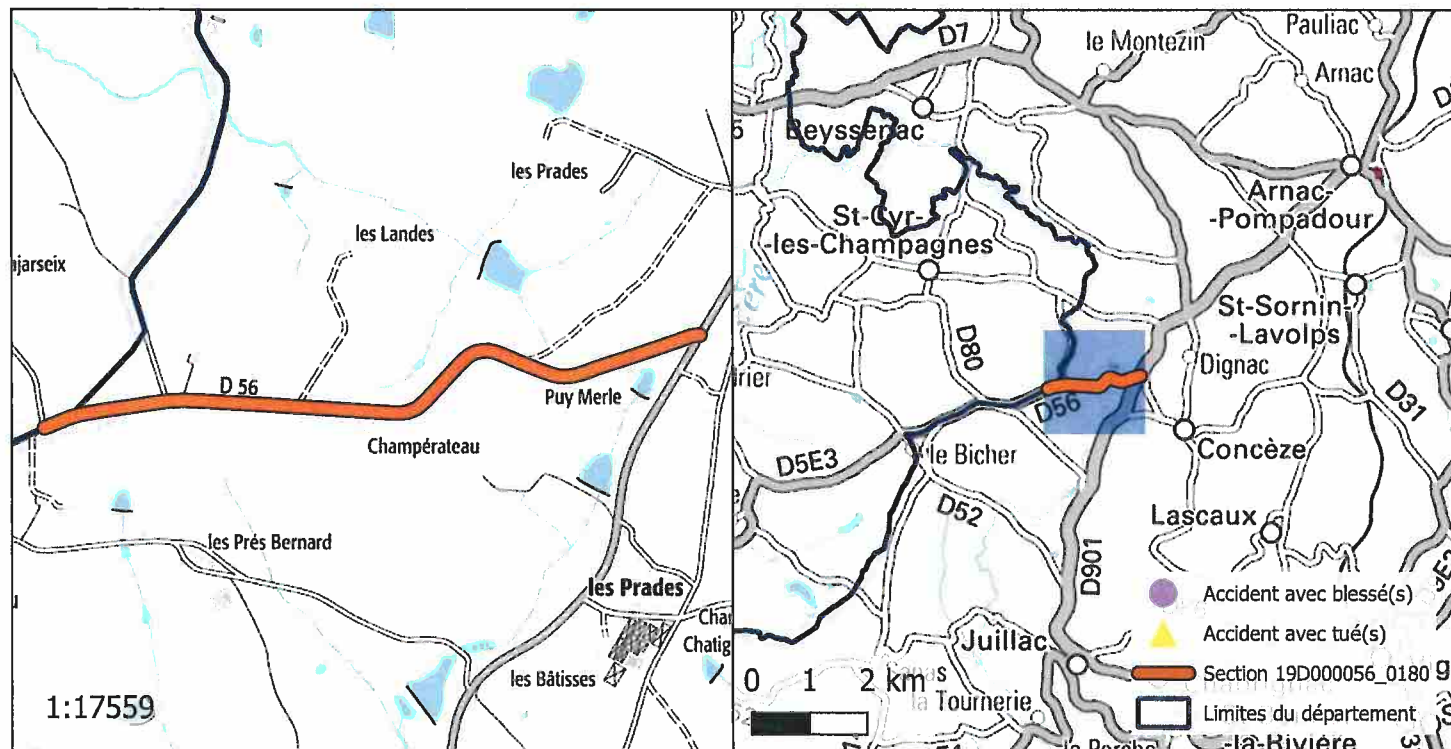 les Prades
les Landes
ajarseix
D 56
Puy Merle
Champérateau
les Prés Bernard
les Prades
les Bâtisses
1:17559
D7
le Montezin
Pauliac
Arnac
Beyssenac
Arnac-
-Pompadour
St-Cyr-
-les-Champagnes
St-Sornin-
-Lavolps
D80
Dignac
D56
D31
le Bicher
Concèze
D5E3
D52
Lascaux
D901
Juillac
la Tournerie
0 1 2 km
Accident avec blessé(s)
Accident avec tué(s)
Section 19D000056_0180
Limites du département
-la-Rivière